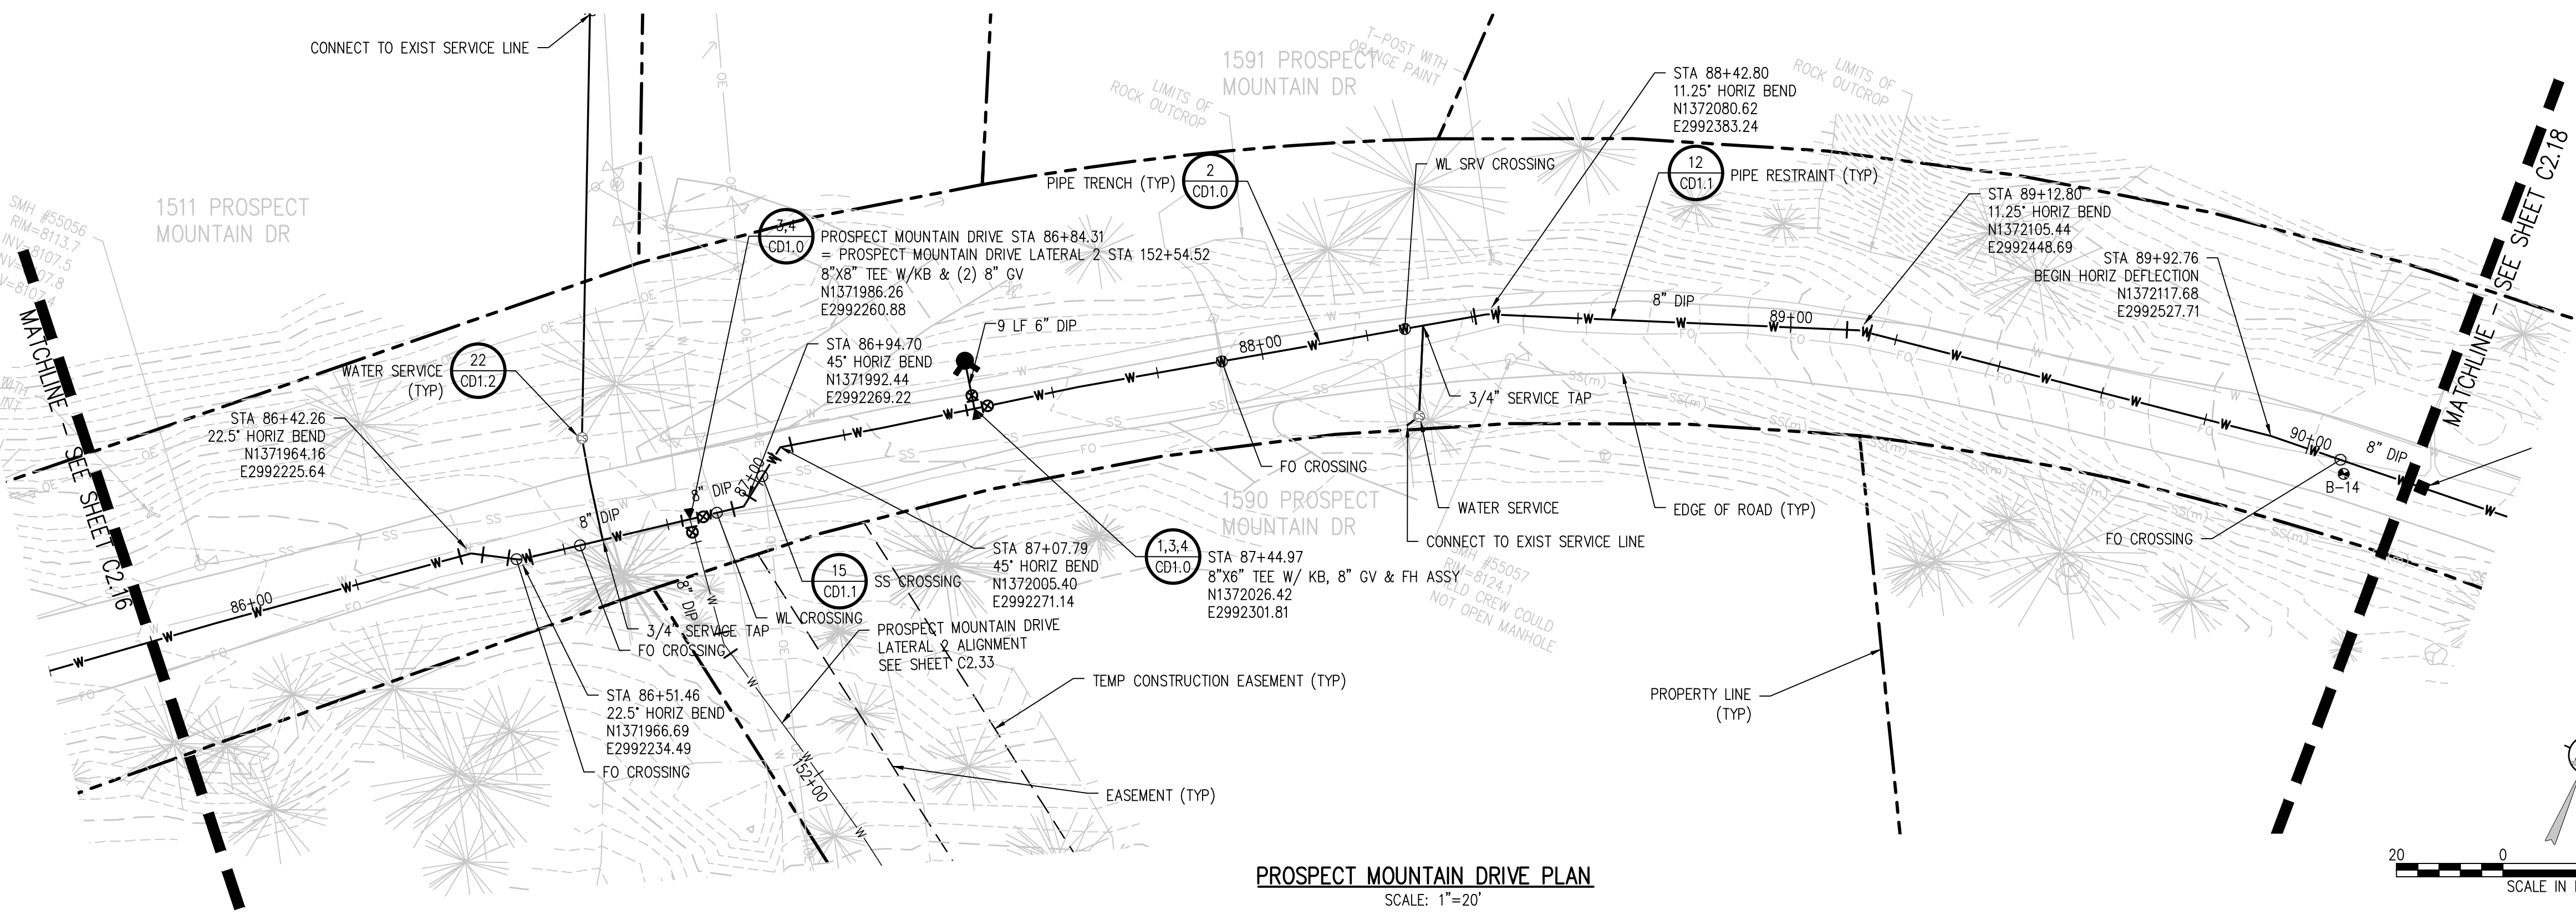 CONNECT TO EXIST SERVICE LINE
1511 PROSPECT
MOUNTAIN DR
SMH #55056
RIM=8113.7
MATCHLINE - SEE SHEET C2.16
WATER SERVICE
(TYP)
22
CD1.2
STA 86+42.26
22.5° HORIZ BEND
N1371964.16
E2992225.64
86+00
3,4
CD1.0
PROSPECT MOUNTAIN DRIVE STA 86+84.31
= PROSPECT MOUNTAIN DRIVE LATERAL 2 STA 152+54.52
8"X8" TEE W/KB & (2) 8" GV
N1371986.26
E2992260.88
STA 86+94.70
45° HORIZ BEND
N1371992.44
E2992269.22
9 LF 6" DIP
8" DIP
8" DIP
87+00
8" DIP
3/4" SERVICE TAP
FO CROSSING
STA 86+51.46
22.5° HORIZ BEND
N1371966.69
E2992234.49
FO CROSSING
WL CROSSING
15
CD1.1
SS CROSSING
PROSPECT MOUNTAIN DRIVE
LATERAL 2 ALIGNMENT
SEE SHEET C2.33
152+00
STA 87+07.79
45° HORIZ BEND
N1372005.40
E2992271.14
TEMP CONSTRUCTION EASEMENT (TYP)
EASEMENT (TYP)
1,3,4
CD1.0
STA 87+44.97
8"X6" TEE W/ KB, 8" GV & FH ASSY
N1372026.42
E2992301.81
1591 PROSPECT
MOUNTAIN DR
T-POST WITH
ORANGE PAINT
LIMITS OF
ROCK OUTCROP
PIPE TRENCH (TYP)
2
CD1.0
WL SRV CROSSING
88+00
FO CROSSING
1590 PROSPECT
MOUNTAIN DR
3/4" SERVICE TAP
WATER SERVICE
CONNECT TO EXIST SERVICE LINE
SMH #55057
RIM=8124.1
FIELD CREW COULD
NOT OPEN MANHOLE
EDGE OF ROAD (TYP)
STA 88+42.80
11.25° HORIZ BEND
N1372080.62
E2992383.24
12
CD1.1
PIPE RESTRAINT (TYP)
LIMITS OF
ROCK OUTCROP
8" DIP
89+00
STA 89+12.80
11.25° HORIZ BEND
N1372105.44
E2992448.69
STA 89+92.76
BEGIN HORIZ DEFLECTION
N1372117.68
E2992527.71
90+00
8" DIP
B-14
FO CROSSING
PROPERTY LINE
(TYP)
MATCHLINE - SEE SHEET C2.18
PROSPECT MOUNTAIN DRIVE PLAN
SCALE: 1"=20'
20
0
SCALE IN